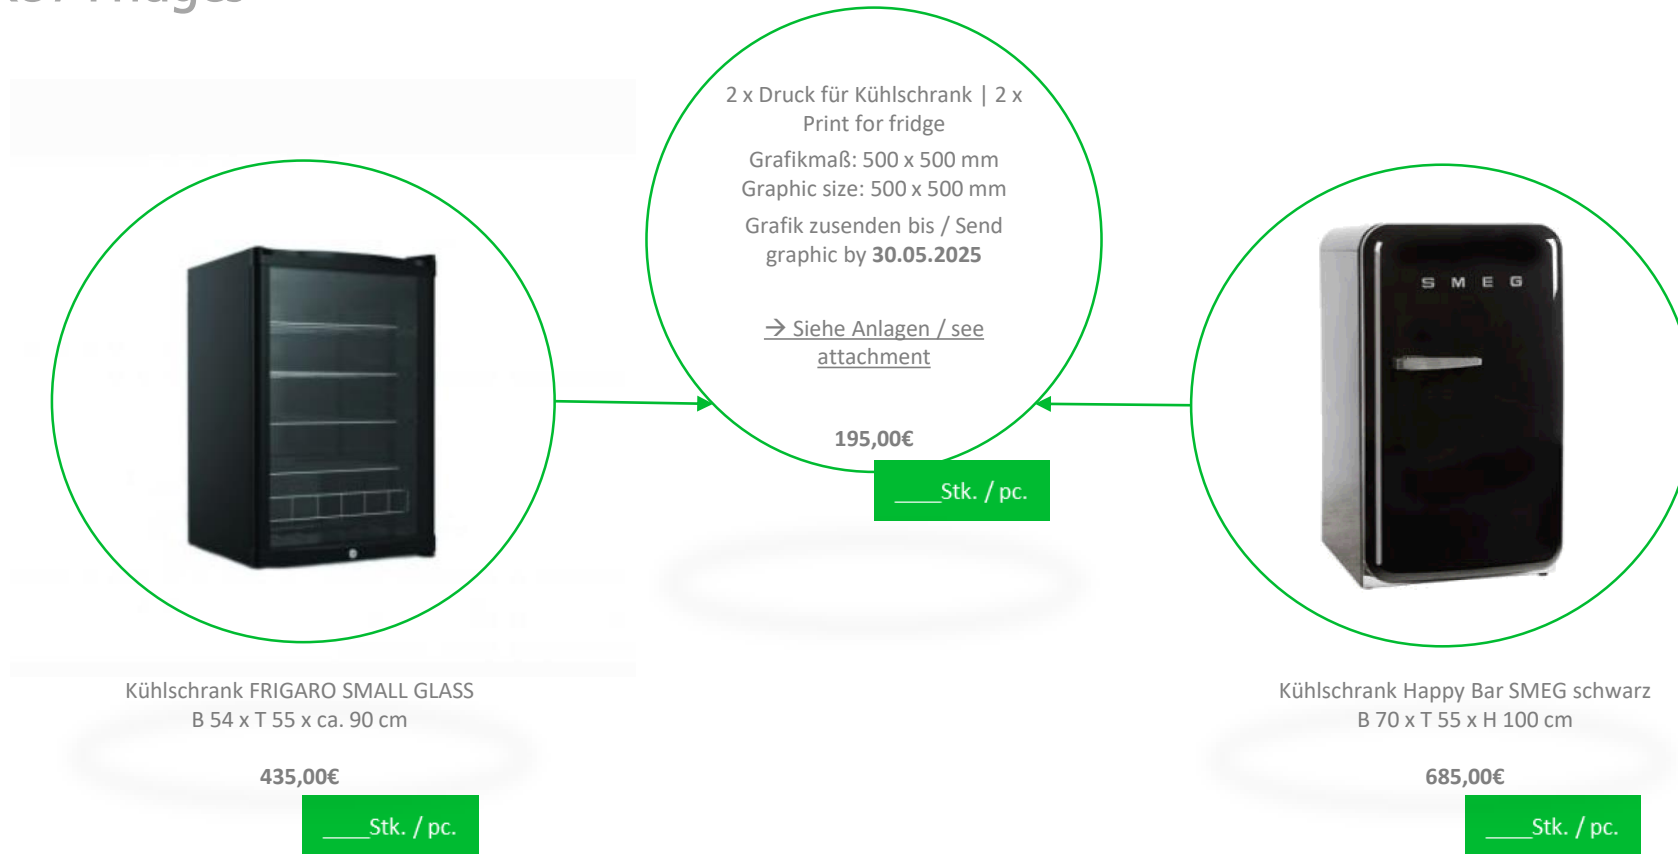 Fridges
2 x Druck für Kühlschrank | 2 x
Print for fridge
Grafikmaß: 500 x 500 mm
Graphic size: 500 x 500 mm
Grafik zusenden bis / Send
graphic by 30.05.2025
→ Siehe Anlagen / see
attachment
195,00€
____Stk. / pc.
SMEG
Kühlschrank FRIGARO SMALL GLASS
B 54 x T 55 x ca. 90 cm
435,00€
____Stk. / pc.
Kühlschrank Happy Bar SMEG schwarz
B 70 x T 55 x H 100 cm
685,00€
____Stk. / pc.